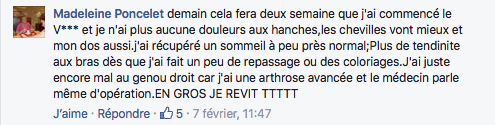 Madeleine Poncelet demain cela fera deux semaine que j'ai commencé le
V*** et je n'ai plus aucune douleurs aux hanches,les chevilles vont mieux et
mon dos aussi.j'ai récupéré un sommeil à peu près normal;Plus de tendinite
aux bras dès que j'ai fait un peu de repassage ou des coloriages.J'ai juste
encore mal au genou droit car j'ai une arthrose avancée et le médecin parle
même d'opération.EN GROS JE REVIT TTTTT
J'aime · Répondre · 5 · 7 février, 11:47